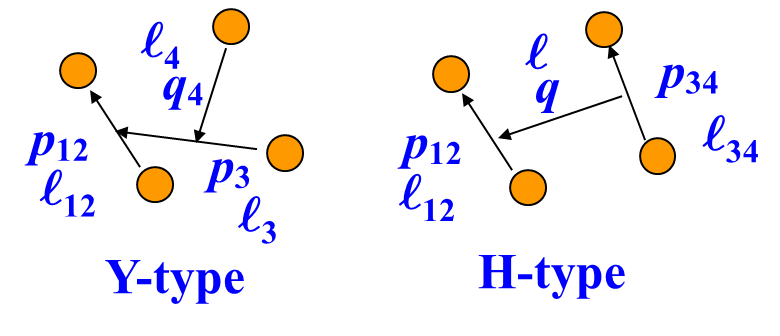 ℓ4
q4
p12
ℓ12
p3
ℓ3
Y-type
ℓ
q
p34
p12
ℓ12
ℓ34
H-type